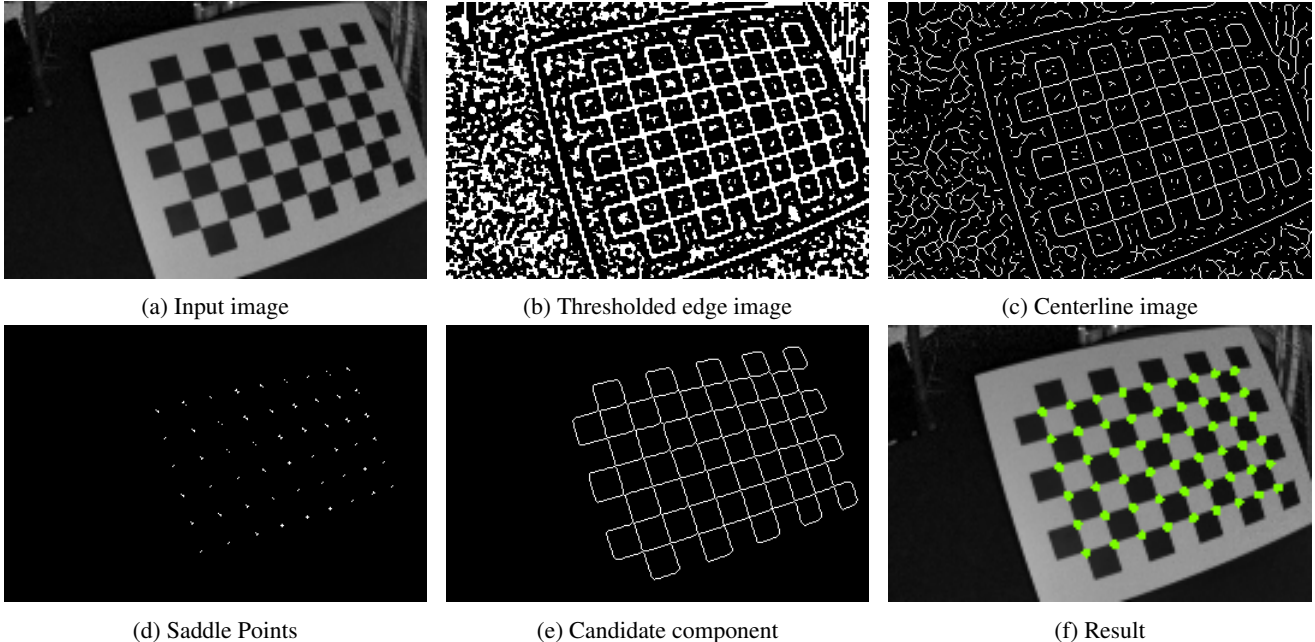 (a) Input image
(b) Thresholded edge image
(c) Centerline image
(d) Saddle Points
(e) Candidate component
(f) Result